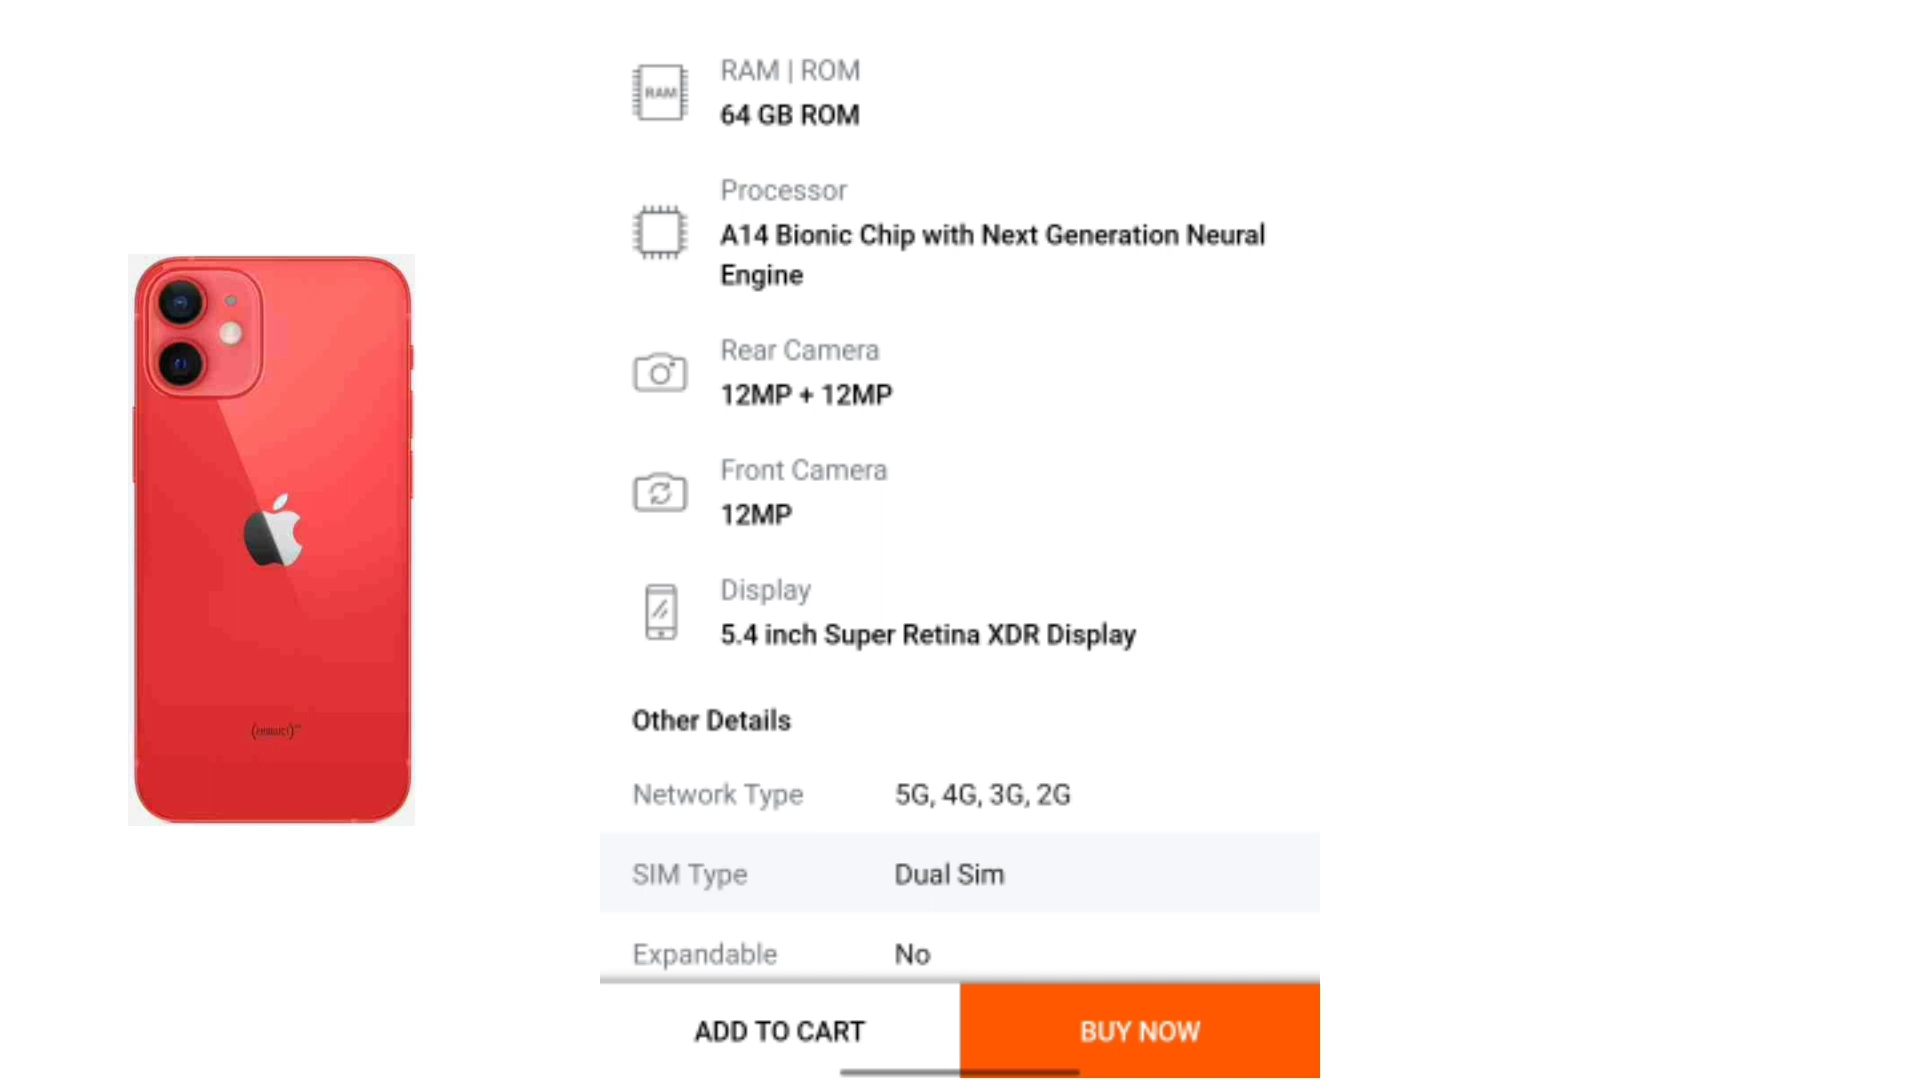 RAM | ROM
RAM
64 GB ROM
Processor
A14 Bionic Chip with Next Generation Neural
Engine
Rear Camera
12MP + 12MP
Front Camera
12MP
Display
5.4 inch Super Retina XDR Display
(PRODUCT)
Other Details
Network Type 5G, 4G, 3G, 2G
SIM Type Dual Sim
Expandable No
ADD TO CART BUY NOW